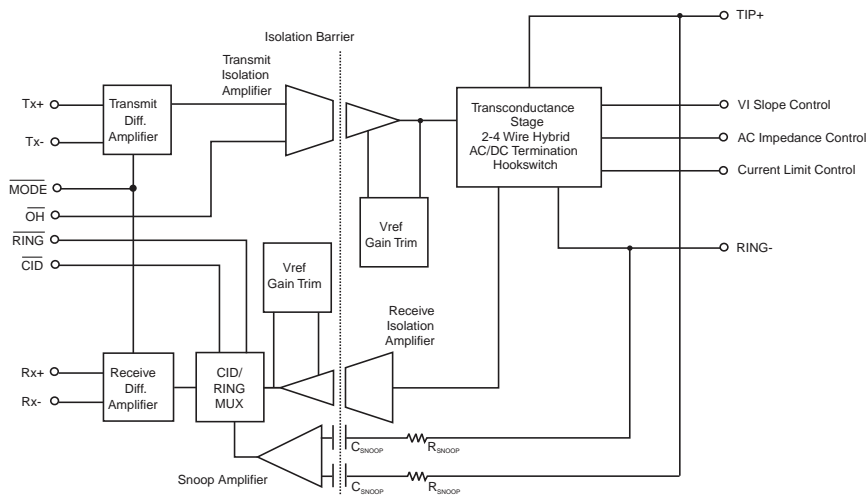 TIP+
Isolation Barrier
Transmit
Isolation
Amplifier
Tx+
Tx-
Transmit
Diff.
Amplifier
Transconductance
Stage
2-4 Wire Hybrid
AC/DC Termination
Hookswitch
VI Slope Control
AC Impedance Control
Current Limit Control
MODE
OH
RING
CID
Vref
Gain Trim
RING-
Vref
Gain Trim
Receive
Isolation
Amplifier
Rx+
Rx-
Receive
Diff.
Amplifier
CID/
RING
MUX
CSNOOP
RSNOOP
Snoop Amplifier
CSNOOP
RSNOOP